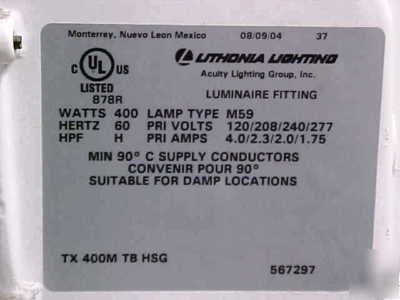 Monterrey, Nuevo Leon Mexico 08/09/04 37
C UL US LITHONIA LIGHTING
LISTED Acuity Lighting Group, Inc.
878R LUMINAIRE FITTING
WATTS 400 LAMP TYPE M59
HERTZ 60 PRI VOLTS 120/208/240/277
HPF H PRI AMPS 4.0/2.3/2.0/1.75
MIN 90° C SUPPLY CONDUCTORS
CONVENIR POUR 90°
SUITABLE FOR DAMP LOCATIONS
TX 400M TB HSG
567297